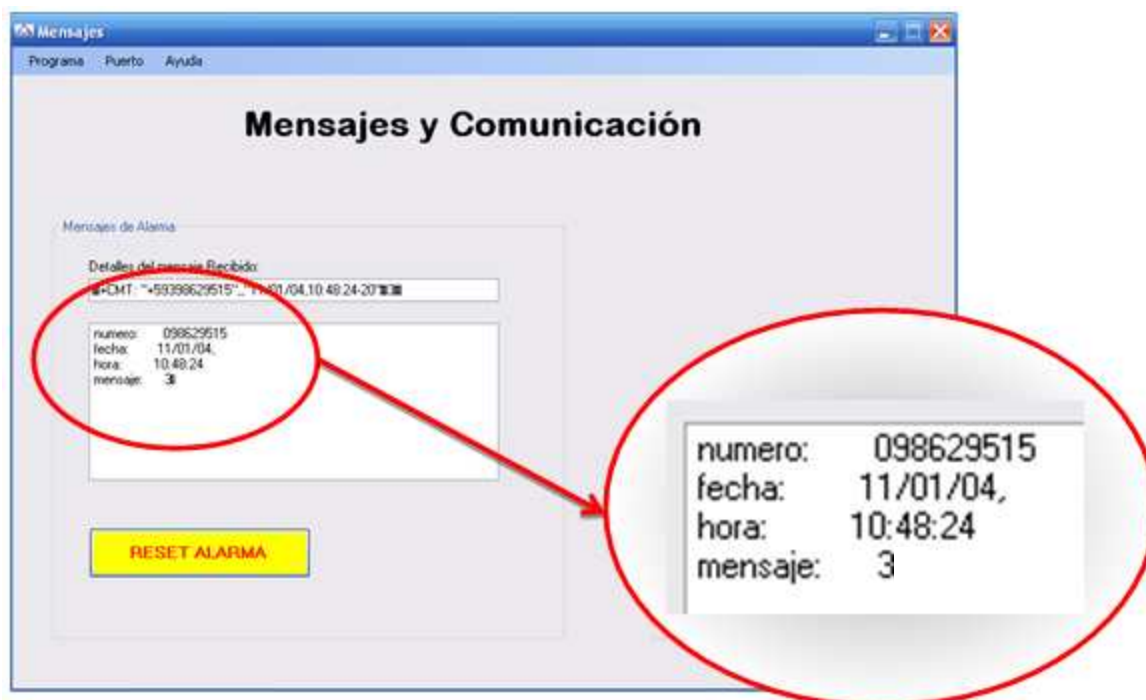 Mensajes
Programa Puerto Ayuda
Mensajes y Comunicación
Mensajes de Alarma
Detalles del mensaje Recibido:
+CMT: "+59398629515",,"11/01/04,10:48:24-20" 3
numero: 098629515
fecha: 11/01/04,
hora: 10:48:24
mensaje: 3
RESET ALARMA
numero: 098629515
fecha: 11/01/04,
hora: 10:48:24
mensaje: 3